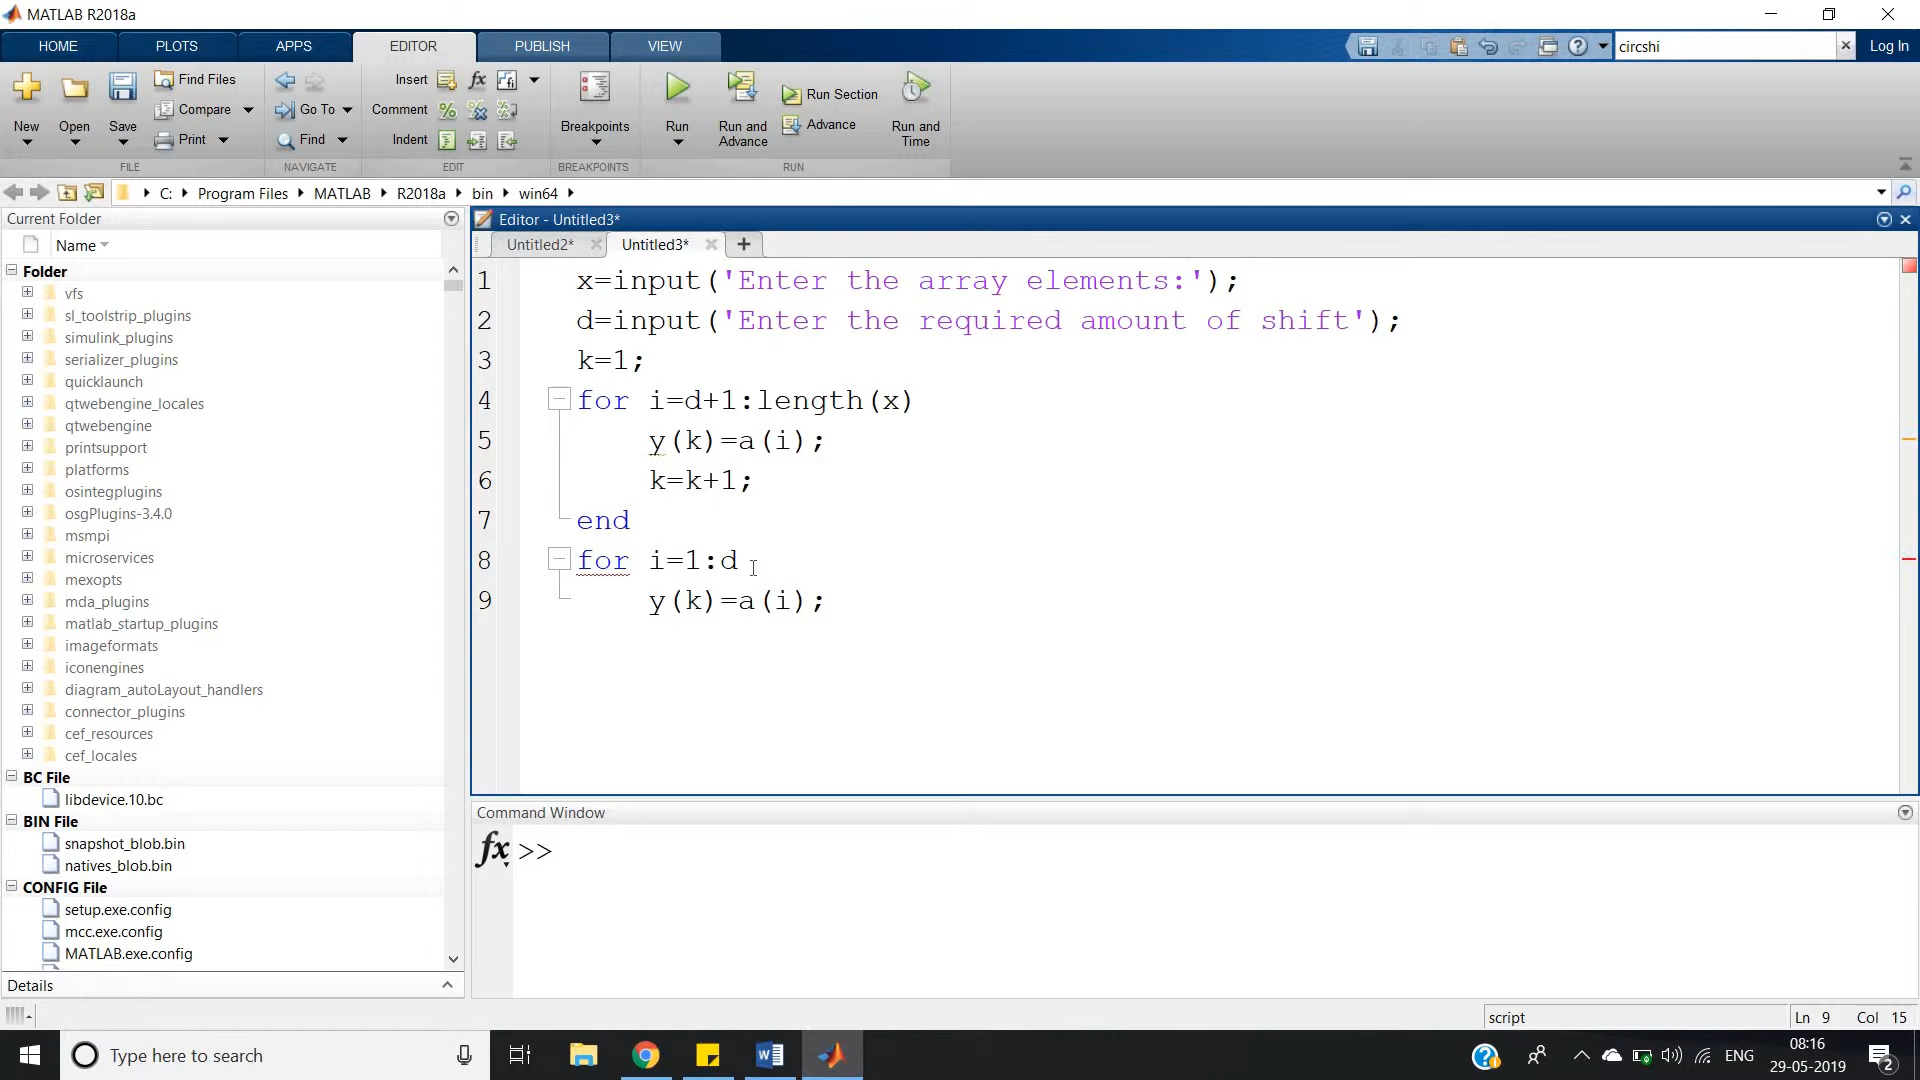 MATLAB R2018a
HOME PLOTS APPS EDITOR PUBLISH VIEW circshi Log In
New Open Save Find Files Compare Print
FILE
Go To Find
NAVIGATE
Insert fx
Comment
Indent
EDIT
Breakpoints
BREAKPOINTS
Run Run and Advance Run Section Advance Run and Time
RUN
C: Program Files MATLAB R2018a bin win64
Current Folder
Name
Folder
vfs
sl_toolstrip_plugins
simulink_plugins
serializer_plugins
quicklaunch
qtwebengine_locales
qtwebengine
printsupport
platforms
osintegplugins
osgPlugins-3.4.0
msmpi
microservices
mexopts
mda_plugins
matlab_startup_plugins
imageformats
iconengines
diagram_autoLayout_handlers
connector_plugins
cef_resources
cef_locales
BC File
libdevice.10.bc
BIN File
snapshot_blob.bin
natives_blob.bin
CONFIG File
setup.exe.config
mcc.exe.config
MATLAB.exe.config
Details
Editor - Untitled3*
Untitled2* Untitled3*
1 x=input('Enter the array elements:');
2 d=input('Enter the required amount of shift');
3 k=1;
4 for i=d+1:length(x)
5 y(k)=a(i);
6 k=k+1;
7 end
8 for i=1:d
9 y(k)=a(i);
Command Window
fx >>
script Ln 9 Col 15
Type here to search
ENG
08:16
29-05-2019
2